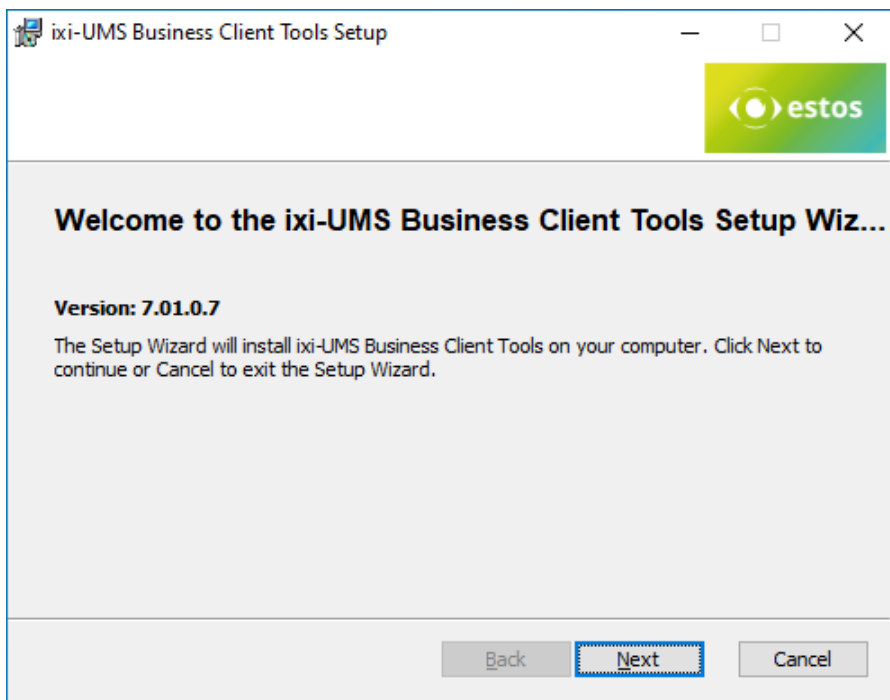 ixi-UMS Business Client Tools Setup
estos
Welcome to the ixi-UMS Business Client Tools Setup Wiz...
Version: 7.01.0.7
The Setup Wizard will install ixi-UMS Business Client Tools on your computer. Click Next to
continue or Cancel to exit the Setup Wizard.
Back Next Cancel